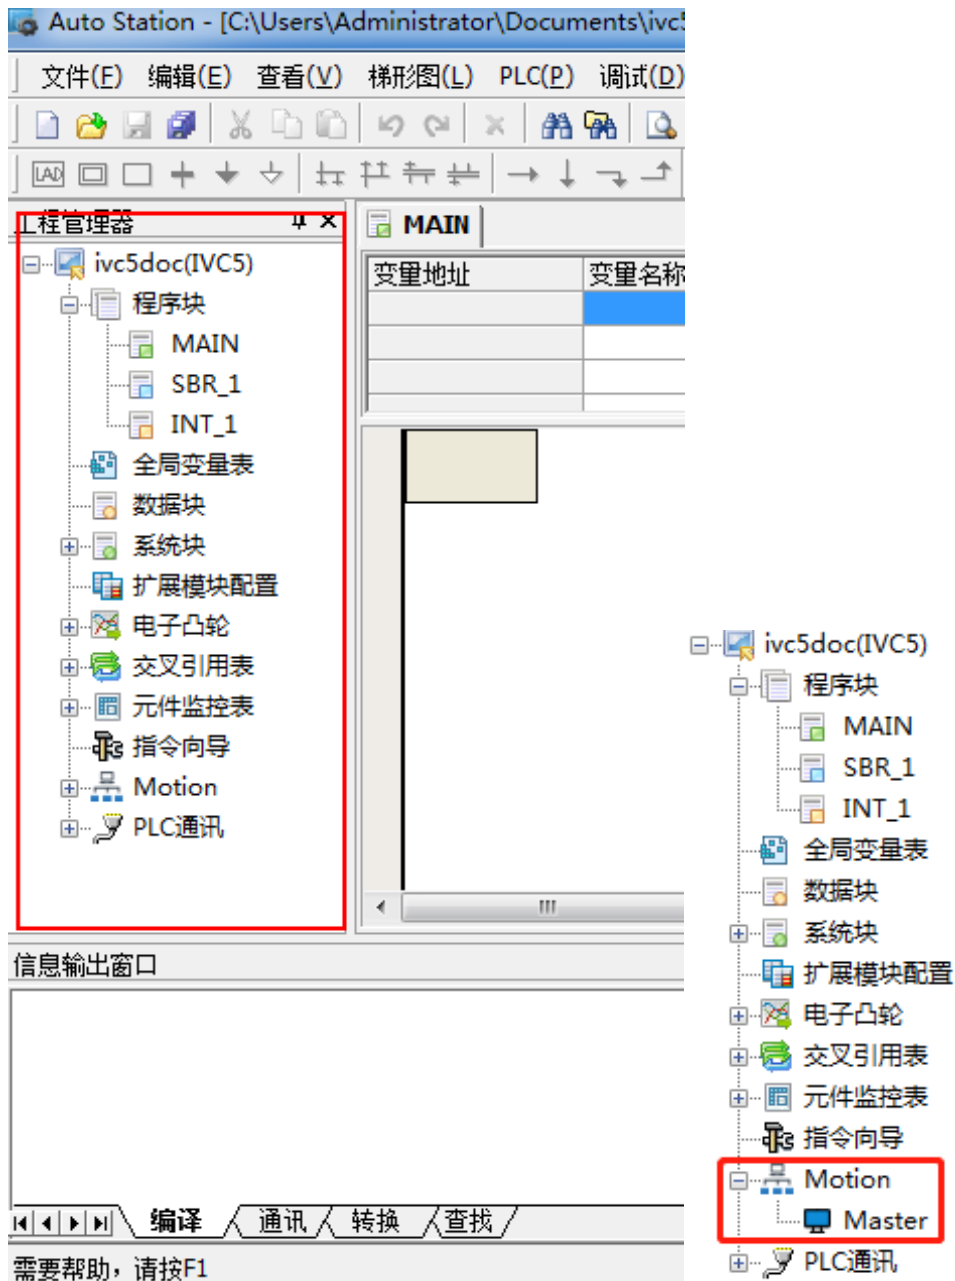 Auto Station - [C:\Users\Administrator\Documents\ivc5
文件(F) 编辑(E) 查看(V) 梯形图(L) PLC(P) 调试(D)
LAD
工程管理器
ivc5doc(IVC5)
程序块
MAIN
SBR_1
INT_1
全局变量表
数据块
系统块
扩展模块配置
电子凸轮
交叉引用表
元件监控表
指令向导
Motion
PLC通讯
MAIN
变量地址 变量名称
信息输出窗口
编译 通讯 转换 查找
需要帮助，请按F1
ivc5doc(IVC5)
程序块
MAIN
SBR_1
INT_1
全局变量表
数据块
系统块
扩展模块配置
电子凸轮
交叉引用表
元件监控表
指令向导
Motion
Master
PLC通讯